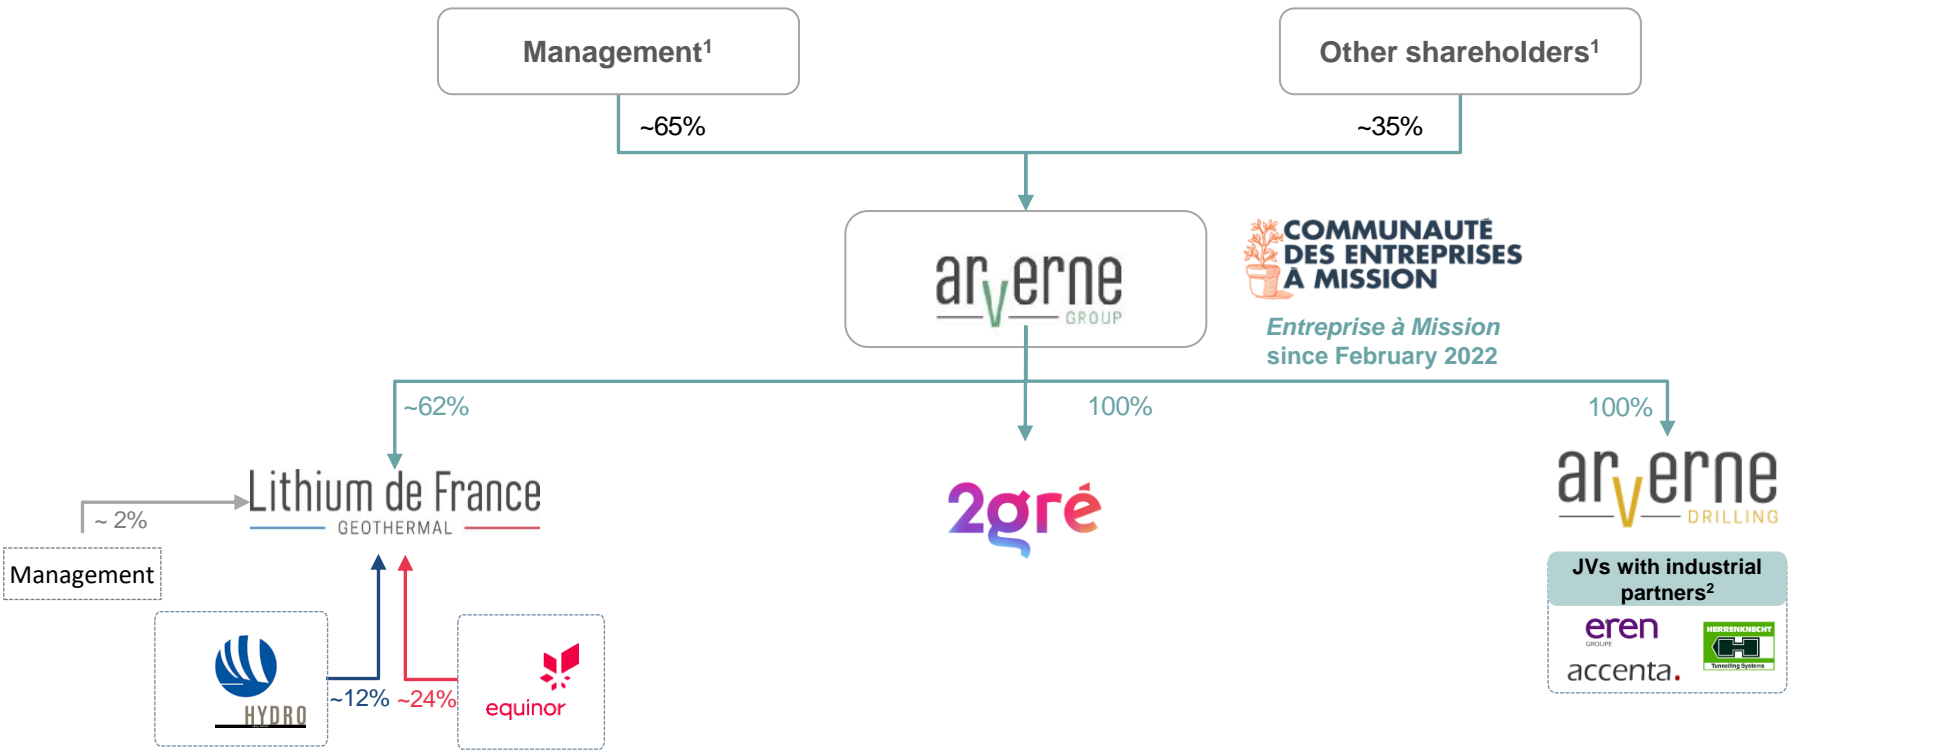 Management¹
Other shareholders¹
~65%
~35%
arverne
GROUP
COMMUNAUTÉ
DES ENTREPRISES
À MISSION
Entreprise à Mission
since February 2022
~62%
100%
100%
Lithium de France
GEOTHERMAL
2gré
arverne
DRILLING
~ 2%
Management
JVs with industrial
partners²
eren
GROUPE
HERRENKNECHT
Tunnelling Systems
accenta.
HYDRO
~12%
~24%
equinor